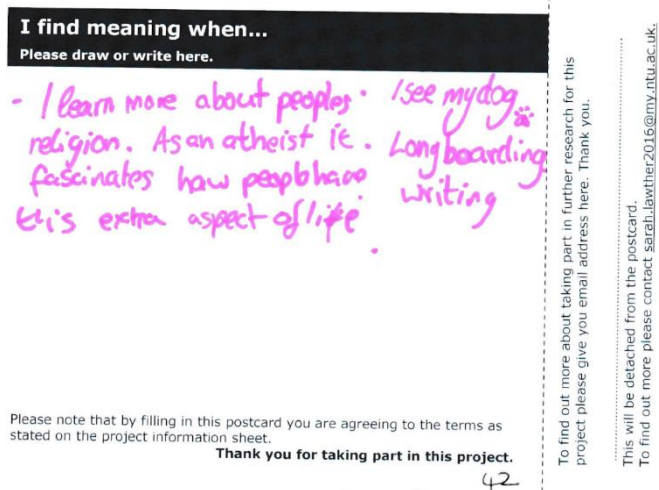 I find meaning when...
Please draw or write here.
- I learn more about peoples
religion. As an atheist it
fascinates how people have
this extra aspect of life
· I see my dog
· Longboarding
· writing
Please note that by filling in this postcard you are agreeing to the terms as
stated on the project information sheet.
Thank you for taking part in this project.
42
To find out more about taking part in further research for this
project please give you email address here. Thank you.
This will be detached from the postcard.
To find out more please contact sarah.lawther2016@my.ntu.ac.uk.